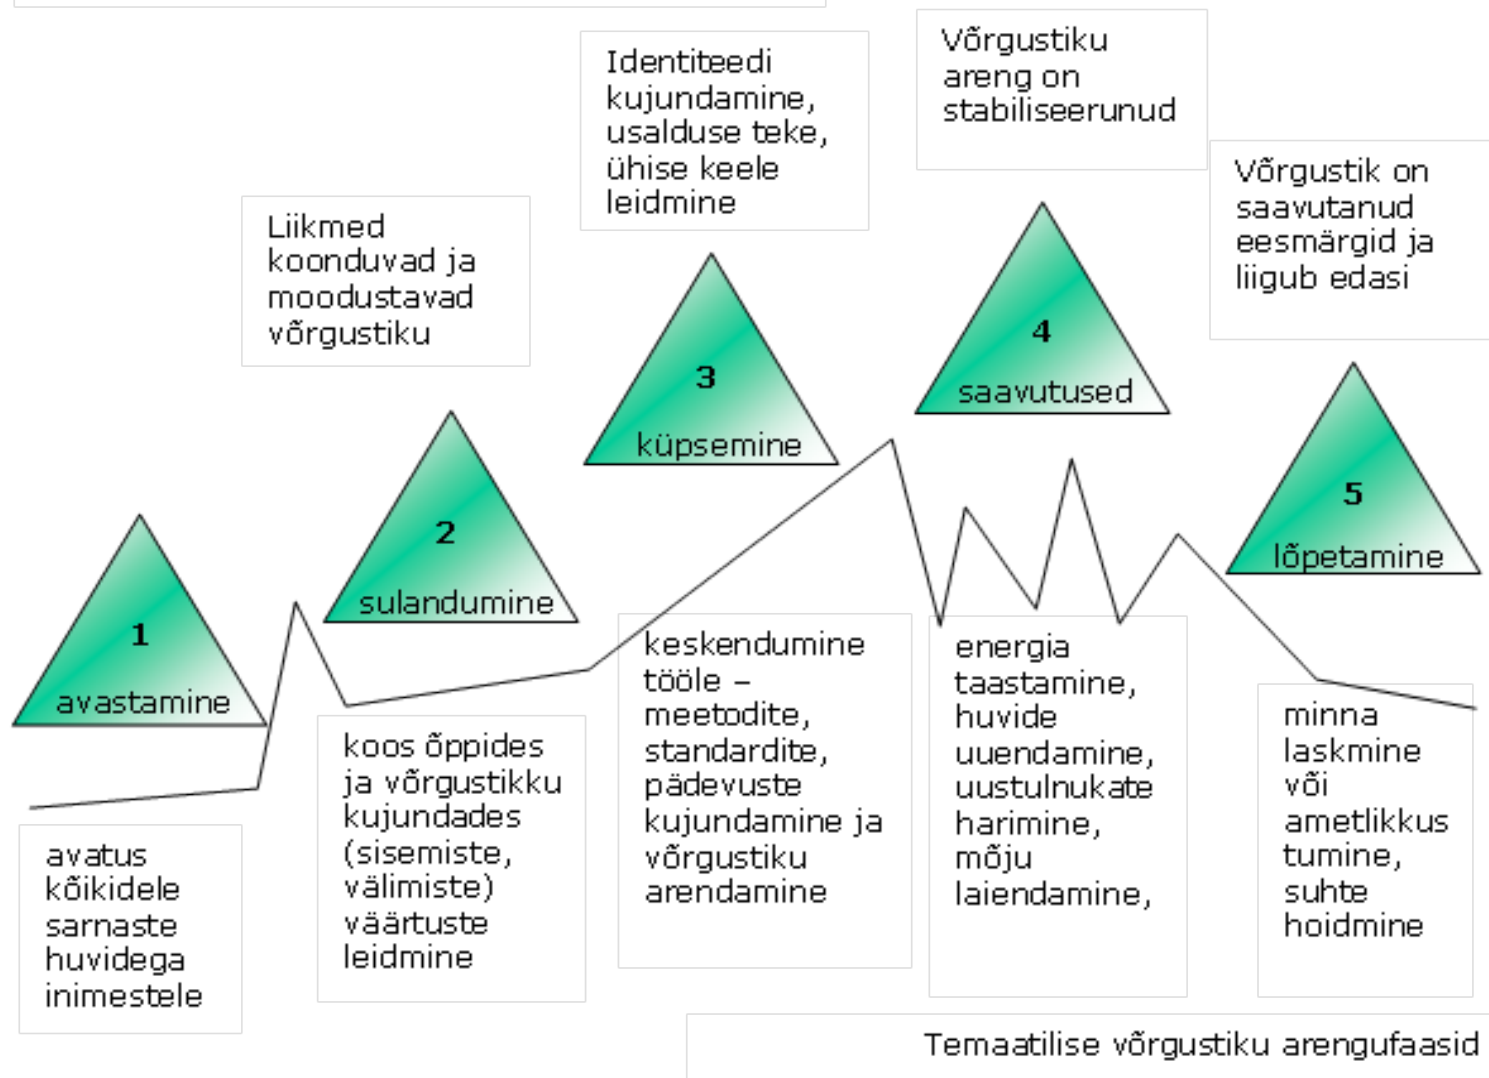 Liikmed
koonduvad ja
moodustavad
võrgustiku
Identiteedi
kujundamine,
usalduse teke,
ühise keele
leidmine
Võrgustiku
areng on
stabiliseerunud
Võrgustik on
saavutanud
eesmärgid ja
liigub edasi
1
avastamine
2
sulandumine
3
küpsemine
4
saavutused
5
lõpetamine
avatus
kõikidele
sarnaste
huvidega
inimestele
koos õppides
ja võrgustikku
kujundades
(sisemiste,
välimiste)
väärtuste
leidmine
keskendumine
tööle –
meetodite,
standardite,
pädevuste
kujundamine ja
võrgustiku
arendamine
energia
taastamine,
huvide
uuendamine,
uustulnukate
harimine,
mõju
laiendamine,
minna
laskmine
või
ametlikkus
tumine,
suhte
hoidmine
Temaatilise võrgustiku arengufaasid